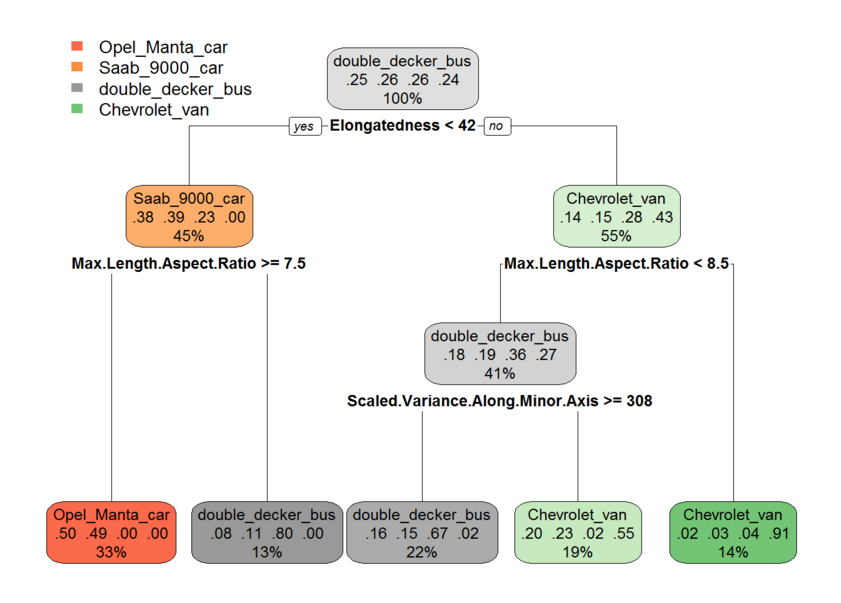 Opel_Manta_car
Saab_9000_car
double_decker_bus
Chevrolet_van
double_decker_bus
.25 .26 .26 .24
100%
yes Elongatedness < 42 no
Saab_9000_car
.38 .39 .23 .00
45%
Chevrolet_van
.14 .15 .28 .43
55%
Max.Length.Aspect.Ratio >= 7.5
Max.Length.Aspect.Ratio < 8.5
double_decker_bus
.18 .19 .36 .27
41%
Scaled.Variance.Along.Minor.Axis >= 308
Opel_Manta_car
.50 .49 .00 .00
33%
double_decker_bus
.08 .11 .80 .00
13%
double_decker_bus
.16 .15 .67 .02
22%
Chevrolet_van
.20 .23 .02 .55
19%
Chevrolet_van
.02 .03 .04 .91
14%